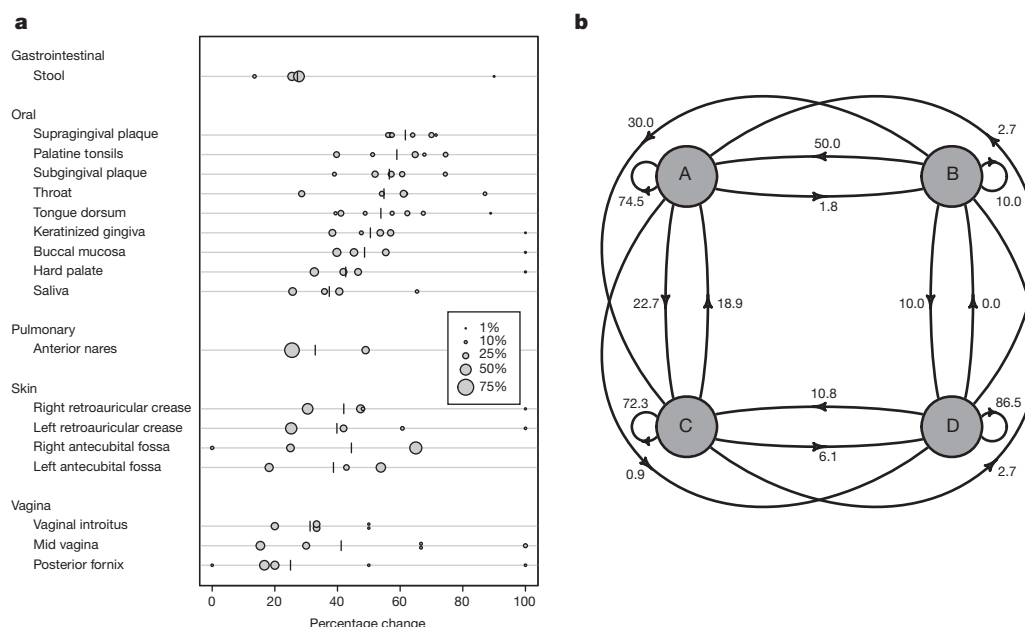 a
Gastrointestinal
Stool
Oral
Supragingival plaque
Palatine tonsils
Subgingival plaque
Throat
Tongue dorsum
Keratinized gingiva
Buccal mucosa
Hard palate
Saliva
Pulmonary
Anterior nares
Skin
Right retroauricular crease
Left retroauricular crease
Right antecubital fossa
Left antecubital fossa
Vagina
Vaginal introitus
Mid vagina
Posterior fornix
1%
10%
25%
50%
75%
0 20 40 60 80 100
Percentage change
b
30.0 2.7
50.0
A B
74.5 1.8 10.0
22.7 18.9 10.0 0.0
72.3 10.8 86.5
C D
6.1
0.9 2.7